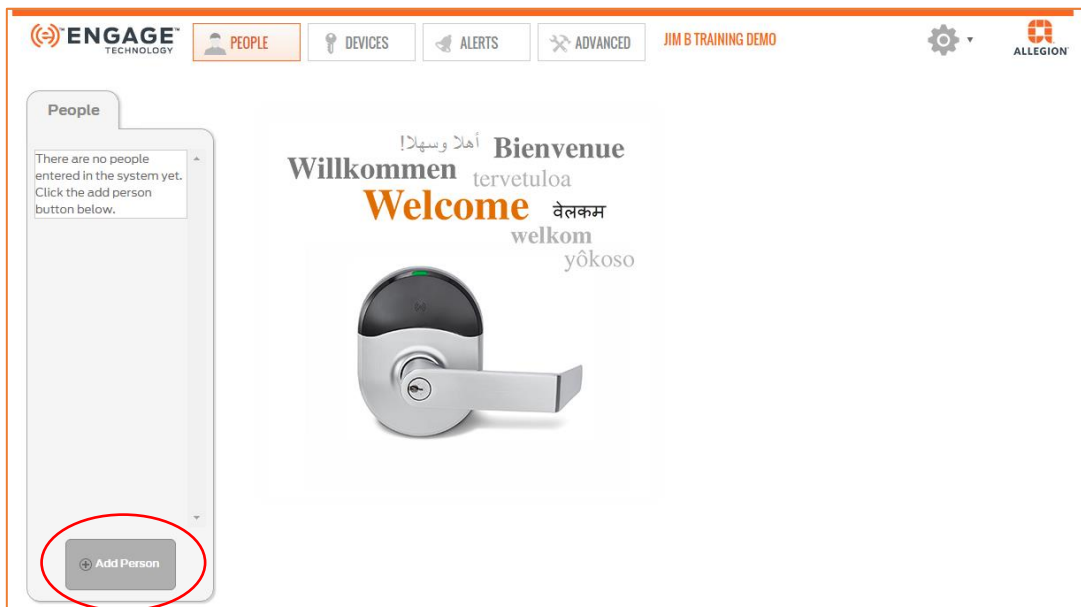 ENGAGE™
TECHNOLOGY
PEOPLE
DEVICES
ALERTS
ADVANCED
JIM B TRAINING DEMO
ALLEGION
People
There are no people
entered in the system yet.
Click the add person
button below.
أهلا وسهلا!
Bienvenue
Willkommen
tervetuloa
Welcome
वेलकम
welkom
yôkoso
Add Person